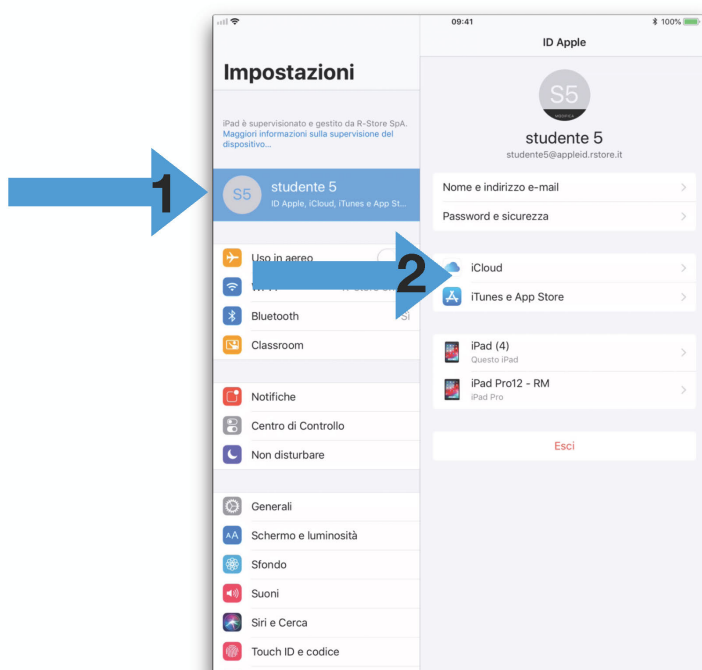 09:41
100%
Impostazioni
iPad è supervisionato e gestito da R-Store SpA.
Maggiori informazioni sulla supervisione del
dispositivo...
1
S5
studente 5
ID Apple, iCloud, iTunes e App St...
Uso in aereo
2
Bluetooth
Sì
Classroom
Notifiche
Centro di Controllo
Non disturbare
Generali
AA
Schermo e luminosità
Sfondo
Suoni
Siri e Cerca
Touch ID e codice
ID Apple
S5
MODIFICA
studente 5
studente5@appleid.rstore.it
Nome e indirizzo e-mail
Password e sicurezza
iCloud
iTunes e App Store
iPad (4)
Questo iPad
iPad Pro12 - RM
iPad Pro
Esci